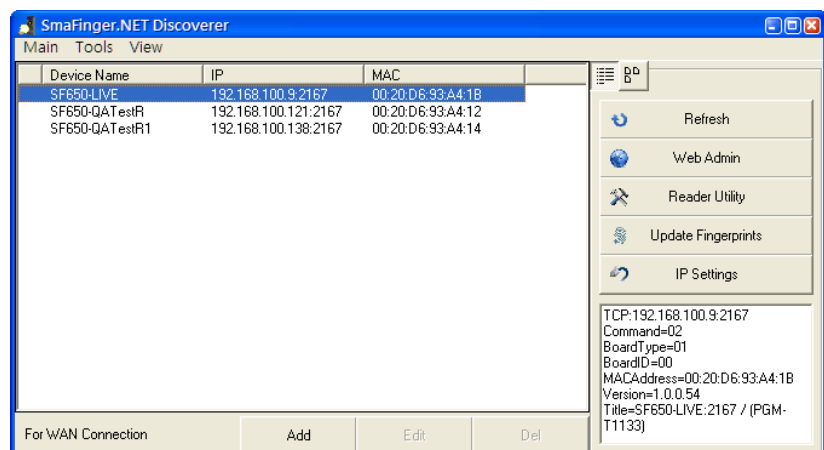 SmaFinger.NET Discoverer
Main Tools View
Device Name IP MAC
SF650-LIVE 192.168.100.9:2167 00:20:D6:93:A4:1B
SF650-QATestR 192.168.100.121:2167 00:20:D6:93:A4:12
SF650-QATestR1 192.168.100.138:2167 00:20:D6:93:A4:14
For WAN Connection Add Edit Del
Refresh
Web Admin
Reader Utility
Update Fingerprints
IP Settings
TCP:192.168.100.9:2167
Command=02
BoardType=01
BoardID=00
MACAddress=00:20:D6:93:A4:1B
Version=1.0.0.54
Title=SF650-LIVE:2167 / (PGM-
T1133)